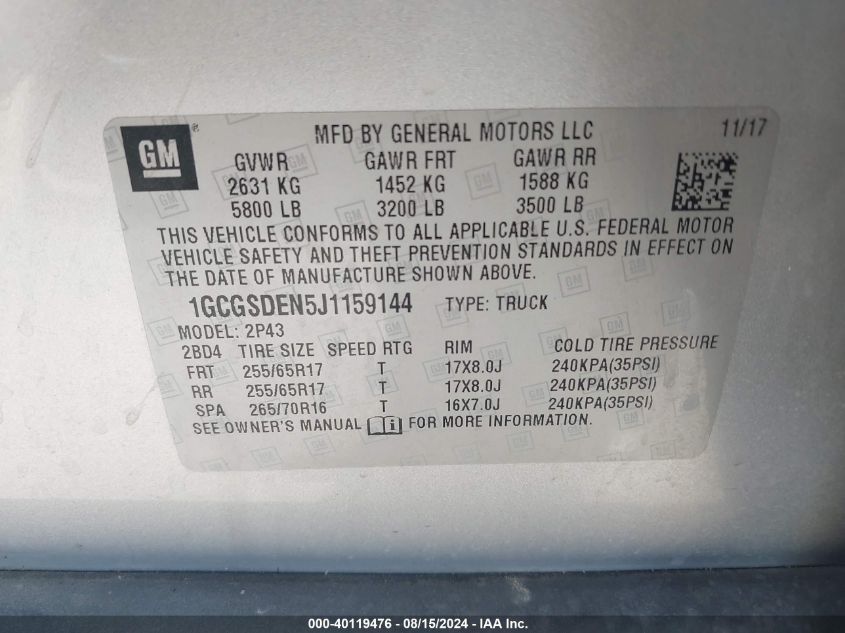 GM ®
MFD BY GENERAL MOTORS LLC 11/17
GVWR GAWR FRT GAWR RR
2631 KG 1452 KG 1588 KG
5800 LB 3200 LB 3500 LB
THIS VEHICLE CONFORMS TO ALL APPLICABLE U.S. FEDERAL MOTOR
VEHICLE SAFETY AND THEFT PREVENTION STANDARDS IN EFFECT ON
THE DATE OF MANUFACTURE SHOWN ABOVE.
1GCGSDEN5J1159144 TYPE: TRUCK
MODEL: 2P43
2BD4 TIRE SIZE SPEED RTG RIM COLD TIRE PRESSURE
FRT 255/65R17 T 17X8.0J 240KPA(35PSI)
RR 255/65R17 T 17X8.0J 240KPA(35PSI)
SPA 265/70R16 T 16X7.0J 240KPA(35PSI)
SEE OWNER'S MANUAL FOR MORE INFORMATION.
000-40119476 - 08/15/2024 - IAA Inc.